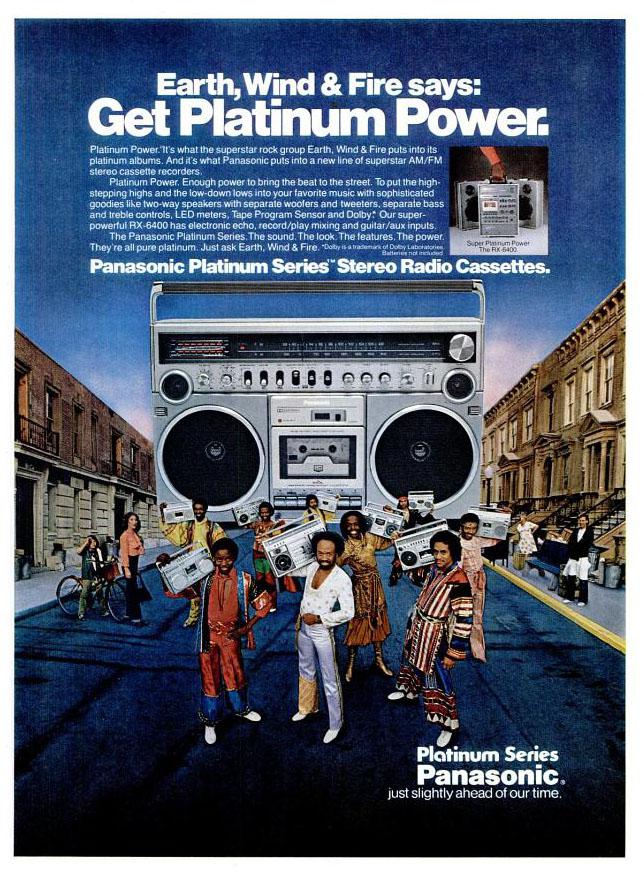 Earth, Wind & Fire says:
Get Platinum Power.
Platinum Power. It's what the superstar rock group Earth, Wind & Fire puts into its
platinum albums. And it's what Panasonic puts into a new line of superstar AM/FM
stereo cassette recorders.
Platinum Power. Enough power to bring the beat to the street. To put the high-
stepping highs and the low-down lows into your favorite music with sophisticated
goodies like two-way speakers with separate woofers and tweeters, separate bass
and treble controls, LED meters, Tape Program Sensor and Dolby.* Our super-
powerful RX-6400 has electronic echo, record/play mixing and guitar/aux inputs.
The Panasonic Platinum Series. The sound. The look. The features. The power.
They're all pure platinum. Just ask Earth, Wind & Fire. *Dolby is a trademark of Dolby Laboratories.
Batteries not included
Super Platinum Power
The RX-6400.
Panasonic Platinum Series™ Stereo Radio Cassettes.
Panasonic
Platinum Series
Panasonic®
just slightly ahead of our time.